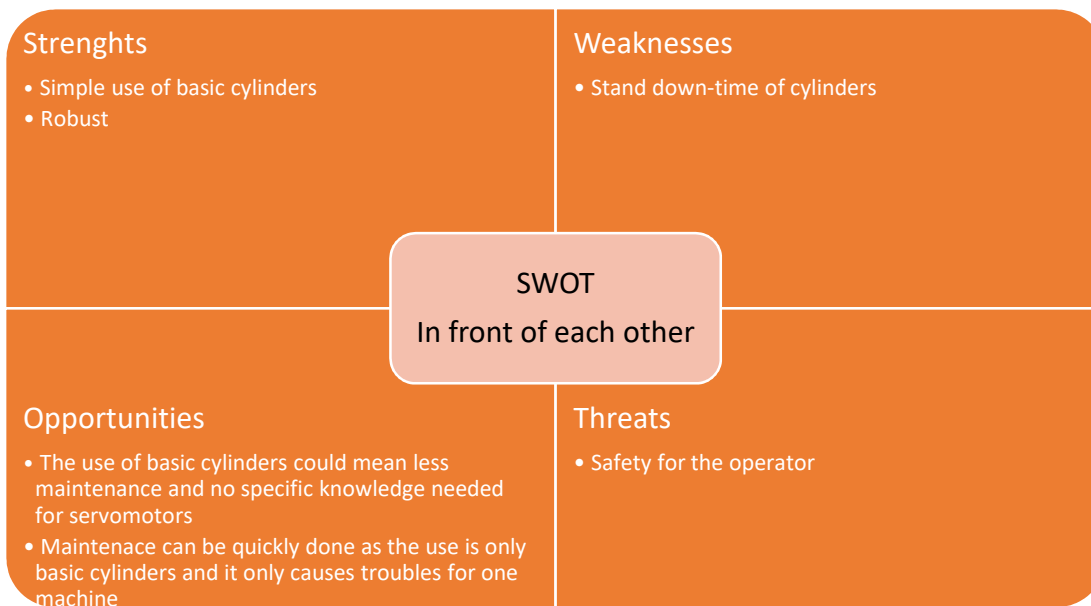 Strenghts
• Simple use of basic cylinders
• Robust
Weaknesses
• Stand down-time of cylinders
SWOT
In front of each other
Opportunities
• The use of basic cylinders could mean less
maintenance and no specific knowledge needed
for servomotors
• Maintenace can be quickly done as the use is only
basic cylinders and it only causes troubles for one
machine
Threats
• Safety for the operator